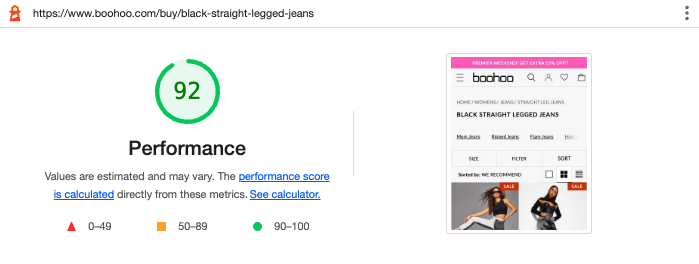 https://www.boohoo.com/buy/black-straight-legged-jeans
92
Performance
Values are estimated and may vary. The performance score
is calculated directly from these metrics. See calculator.
0–49
50–89
90–100
PREMIER WEEKEND! GET EXTRA 15% OFF!*
boohoo
HOME/ WOMENS/ JEANS/ STRAIGHT LEG JEANS
BLACK STRAIGHT LEGGED JEANS
Mom Jeans Ripped Jeans Flare Jeans High
SIZE FILTER SORT
Sorted by: WE RECOMMEND
SALE SALE